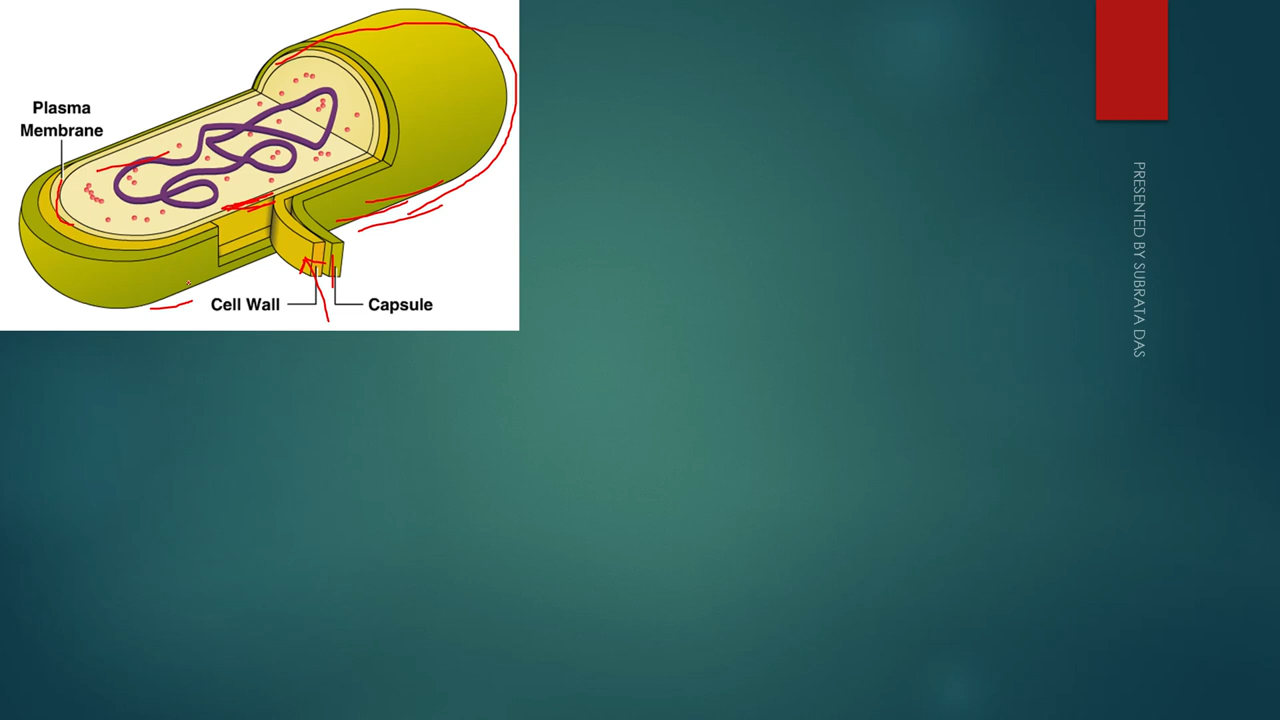 Plasma
Membrane
Cell Wall
Capsule
PRESENTED BY SUBRATA DAS